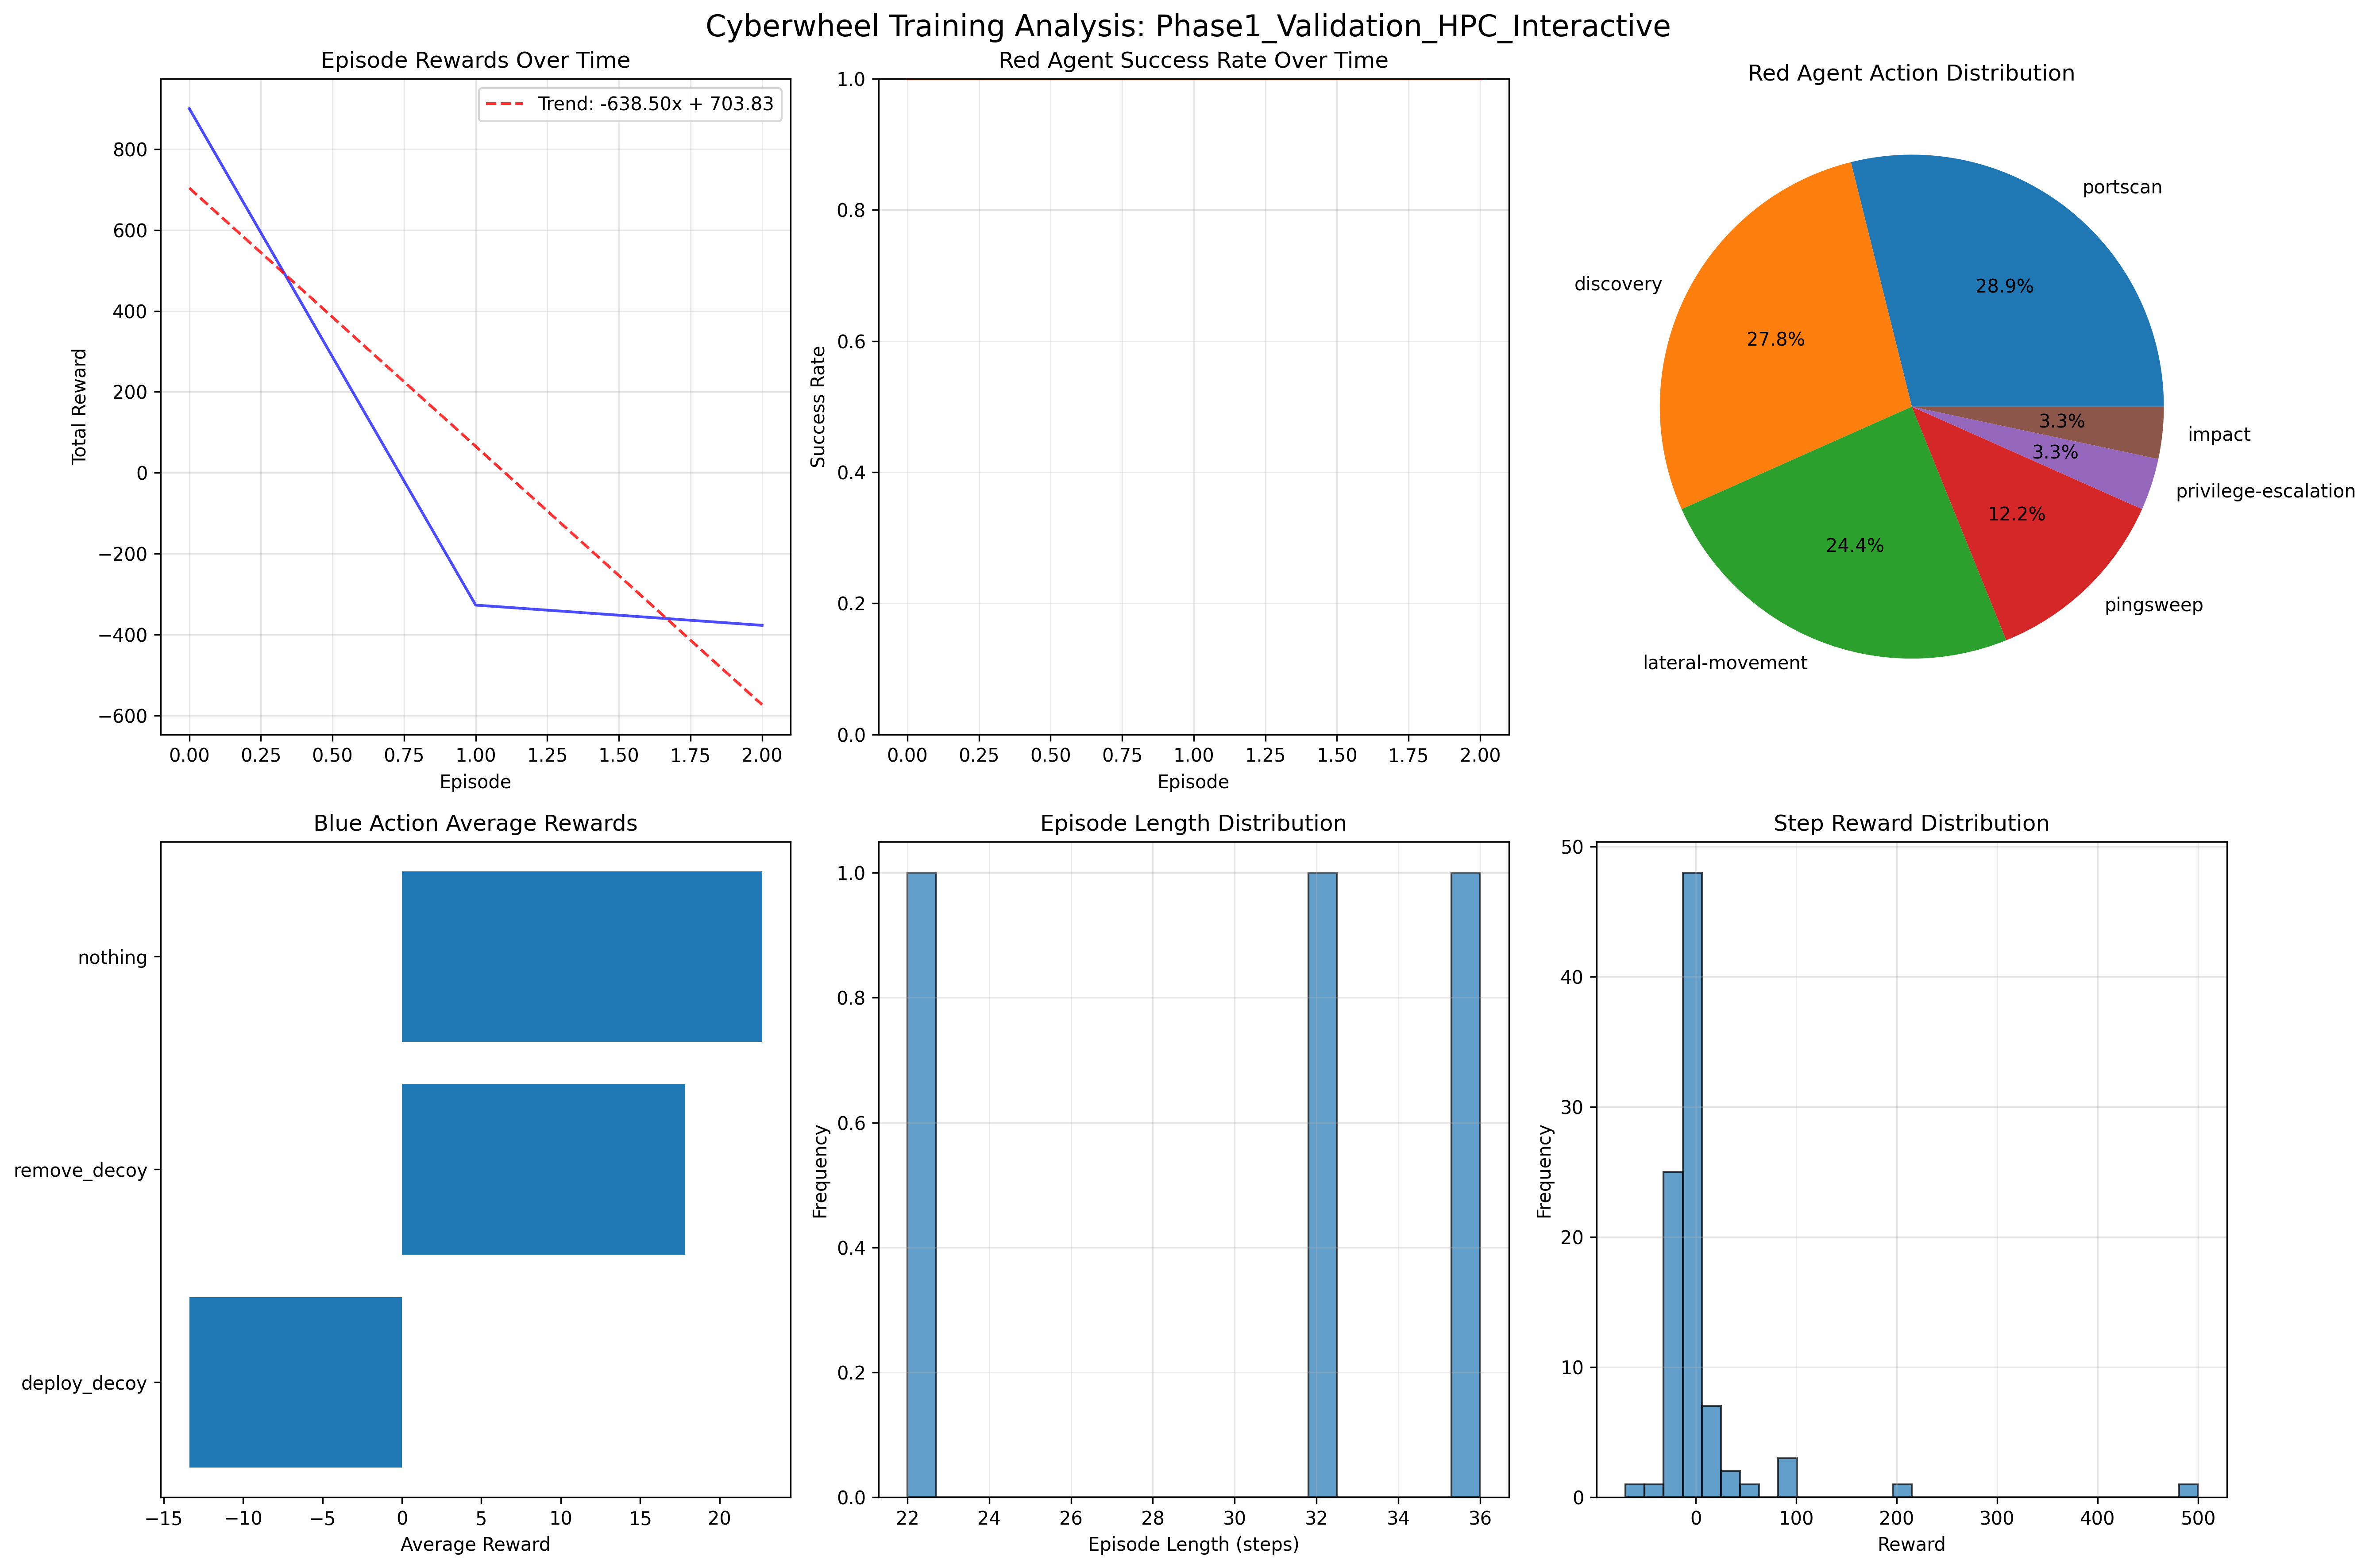 Cyberwheel Training Analysis: Phase1_Validation_HPC_Interactive
Episode Rewards Over Time
Trend: -638.50x + 703.83
Total Reward
800
600
400
200
0
−200
−400
−600
0.00 0.25 0.50 0.75 1.00 1.25 1.50 1.75 2.00
Episode
Red Agent Success Rate Over Time
Success Rate
1.0
0.8
0.6
0.4
0.2
0.0
0.00 0.25 0.50 0.75 1.00 1.25 1.50 1.75 2.00
Episode
Red Agent Action Distribution
portscan
28.9%
discovery
27.8%
lateral-movement
24.4%
pingsweep
12.2%
privilege-escalation
3.3%
impact
3.3%
Blue Action Average Rewards
nothing
remove_decoy
deploy_decoy
−15 −10 −5 0 5 10 15 20
Average Reward
Episode Length Distribution
Frequency
1.0
0.8
0.6
0.4
0.2
0.0
22 24 26 28 30 32 34 36
Episode Length (steps)
Step Reward Distribution
Frequency
50
40
30
20
10
0
0 100 200 300 400 500
Reward